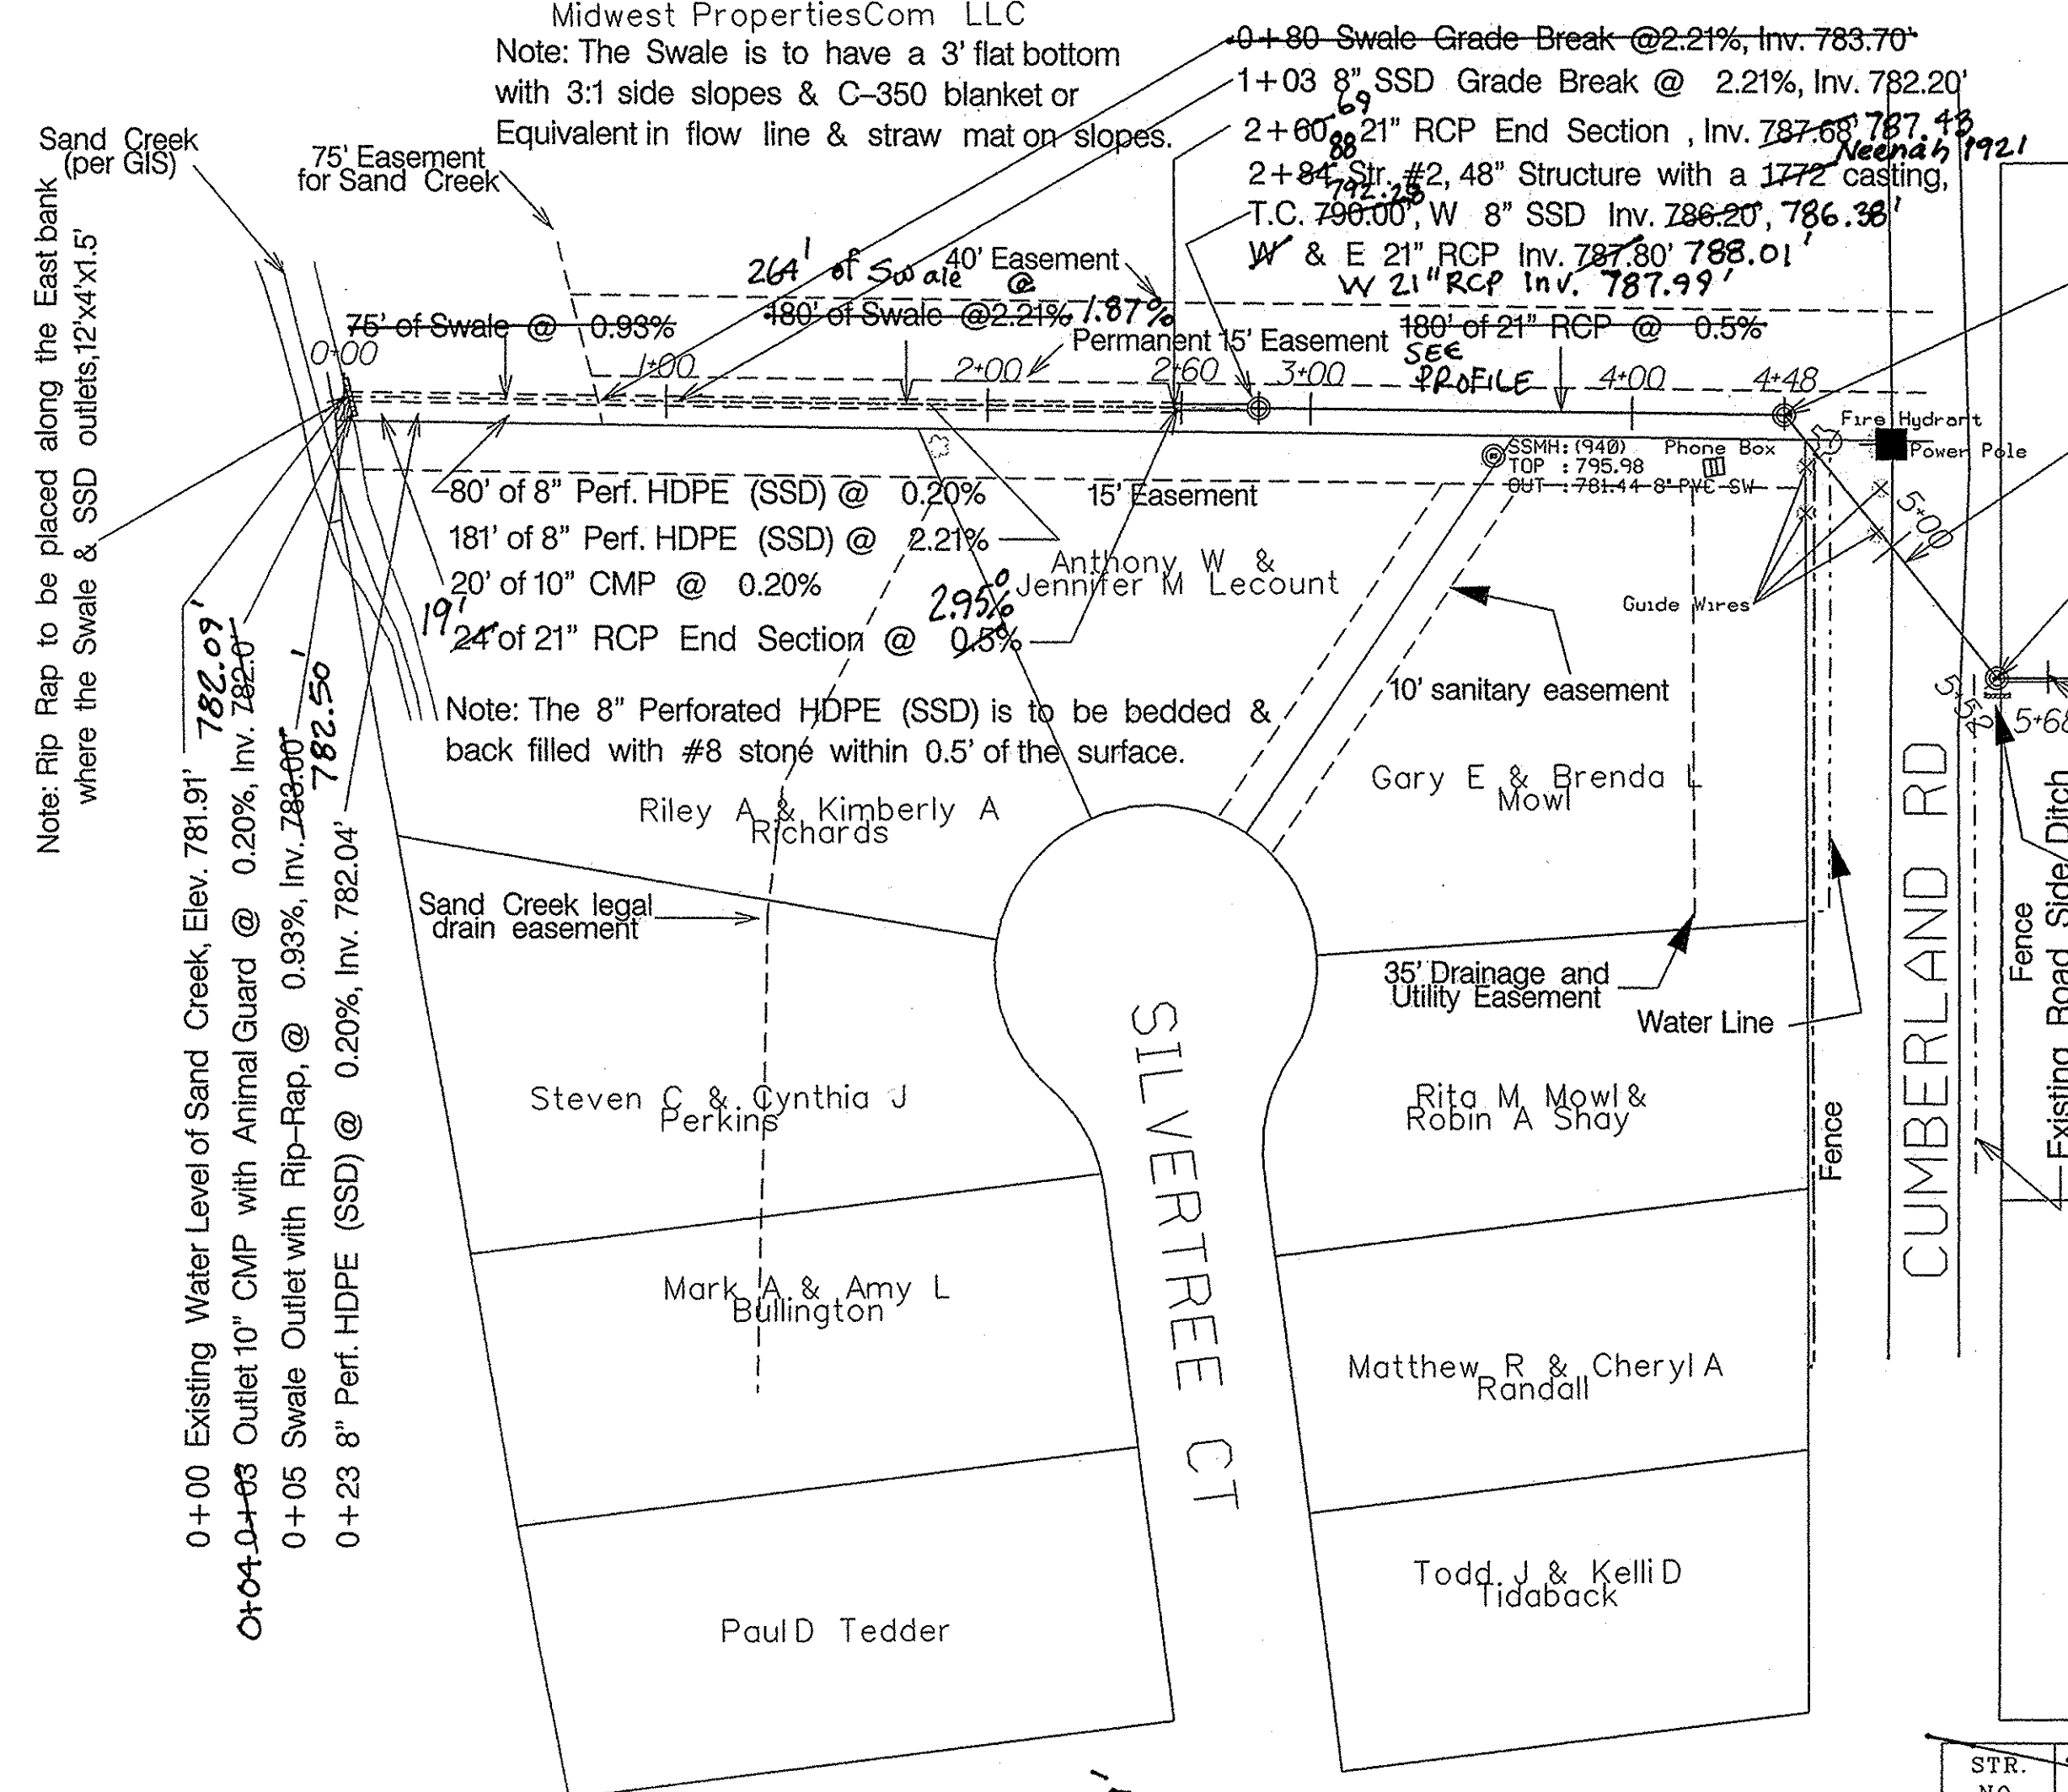 Midwest PropertiesCom LLC
Note: The Swale is to have a 3' flat bottom
with 3:1 side slopes & C-350 blanket or
Equivalent in flow line & straw mat on slopes.
0+80 Swale Grade Break @2.21%, Inv. 783.70'
1+03 8" SSD Grade Break @ 2.21%, Inv. 782.20'
69
2+60, 21" RCP End Section , Inv. 787.68' 787.43
88 Neenah 1921
2+84 Str. #2, 48" Structure with a 1772 casting,
792.28
T.C. 790.00', W 8" SSD Inv. 786.20', 786.38'
W & E 21" RCP Inv. 787.80' 788.01'
W 21" RCP Inv. 787.99'
Sand Creek
(per GIS)
75' Easement
for Sand Creek
Note: Rip Rap to be placed along the East bank
where the Swale & SSD outlets,12'x4'x1.5'
264' of Swale @
40' Easement
75' of Swale @ 0.93%
180' of Swale @2.21% 1.87%
180' of 21" RCP @ 0.5%
SEE
PROFILE
Permanent 15' Easement
0+00
1+00
2+00
2+60
3+00
4+00
4+48
Fire Hydrart
Power Pole
SSMH: (940)
TOP : 795.98
OUT : 781.44 8" PVC SW
Phone Box
80' of 8" Perf. HDPE (SSD) @ 0.20%
15' Easement
181' of 8" Perf. HDPE (SSD) @ 2.21%
20' of 10" CMP @ 0.20%
19' 2.95%
24' of 21" RCP End Section @ 0.5%
Anthony W &
Jennifer M Lecount
Guide Wires
5+00
5+52
5+68
10' sanitary easement
Note: The 8" Perforated HDPE (SSD) is to be bedded &
back filled with #8 stone within 0.5' of the surface.
Riley A & Kimberly A
Richards
Gary E & Brenda L
Mowl
0+00 Existing Water Level of Sand Creek, Elev. 781.91' 782.09'
0+04 0+03 Outlet 10" CMP with Animal Guard @ 0.20%, Inv. 782.0'
0+05 Swale Outlet with Rip-Rap, @ 0.93%, Inv. 783.00' 782.50'
0+23 8" Perf. HDPE (SSD) @ 0.20%, Inv. 782.04'
Sand Creek legal
drain easement
35' Drainage and
Utility Easement
Water Line
CUMBERLAND RD
Fence
Existing Road Side Ditch
Fence
SILVERTREE CT
Steven C & Cynthia J
Perkins
Rita M Mowl &
Robin A Shay
Mark A & Amy L
Bullington
Matthew R & Cheryl A
Randall
Paul D Tedder
Todd J & Kelli D
Tidaback
STR.
NO.